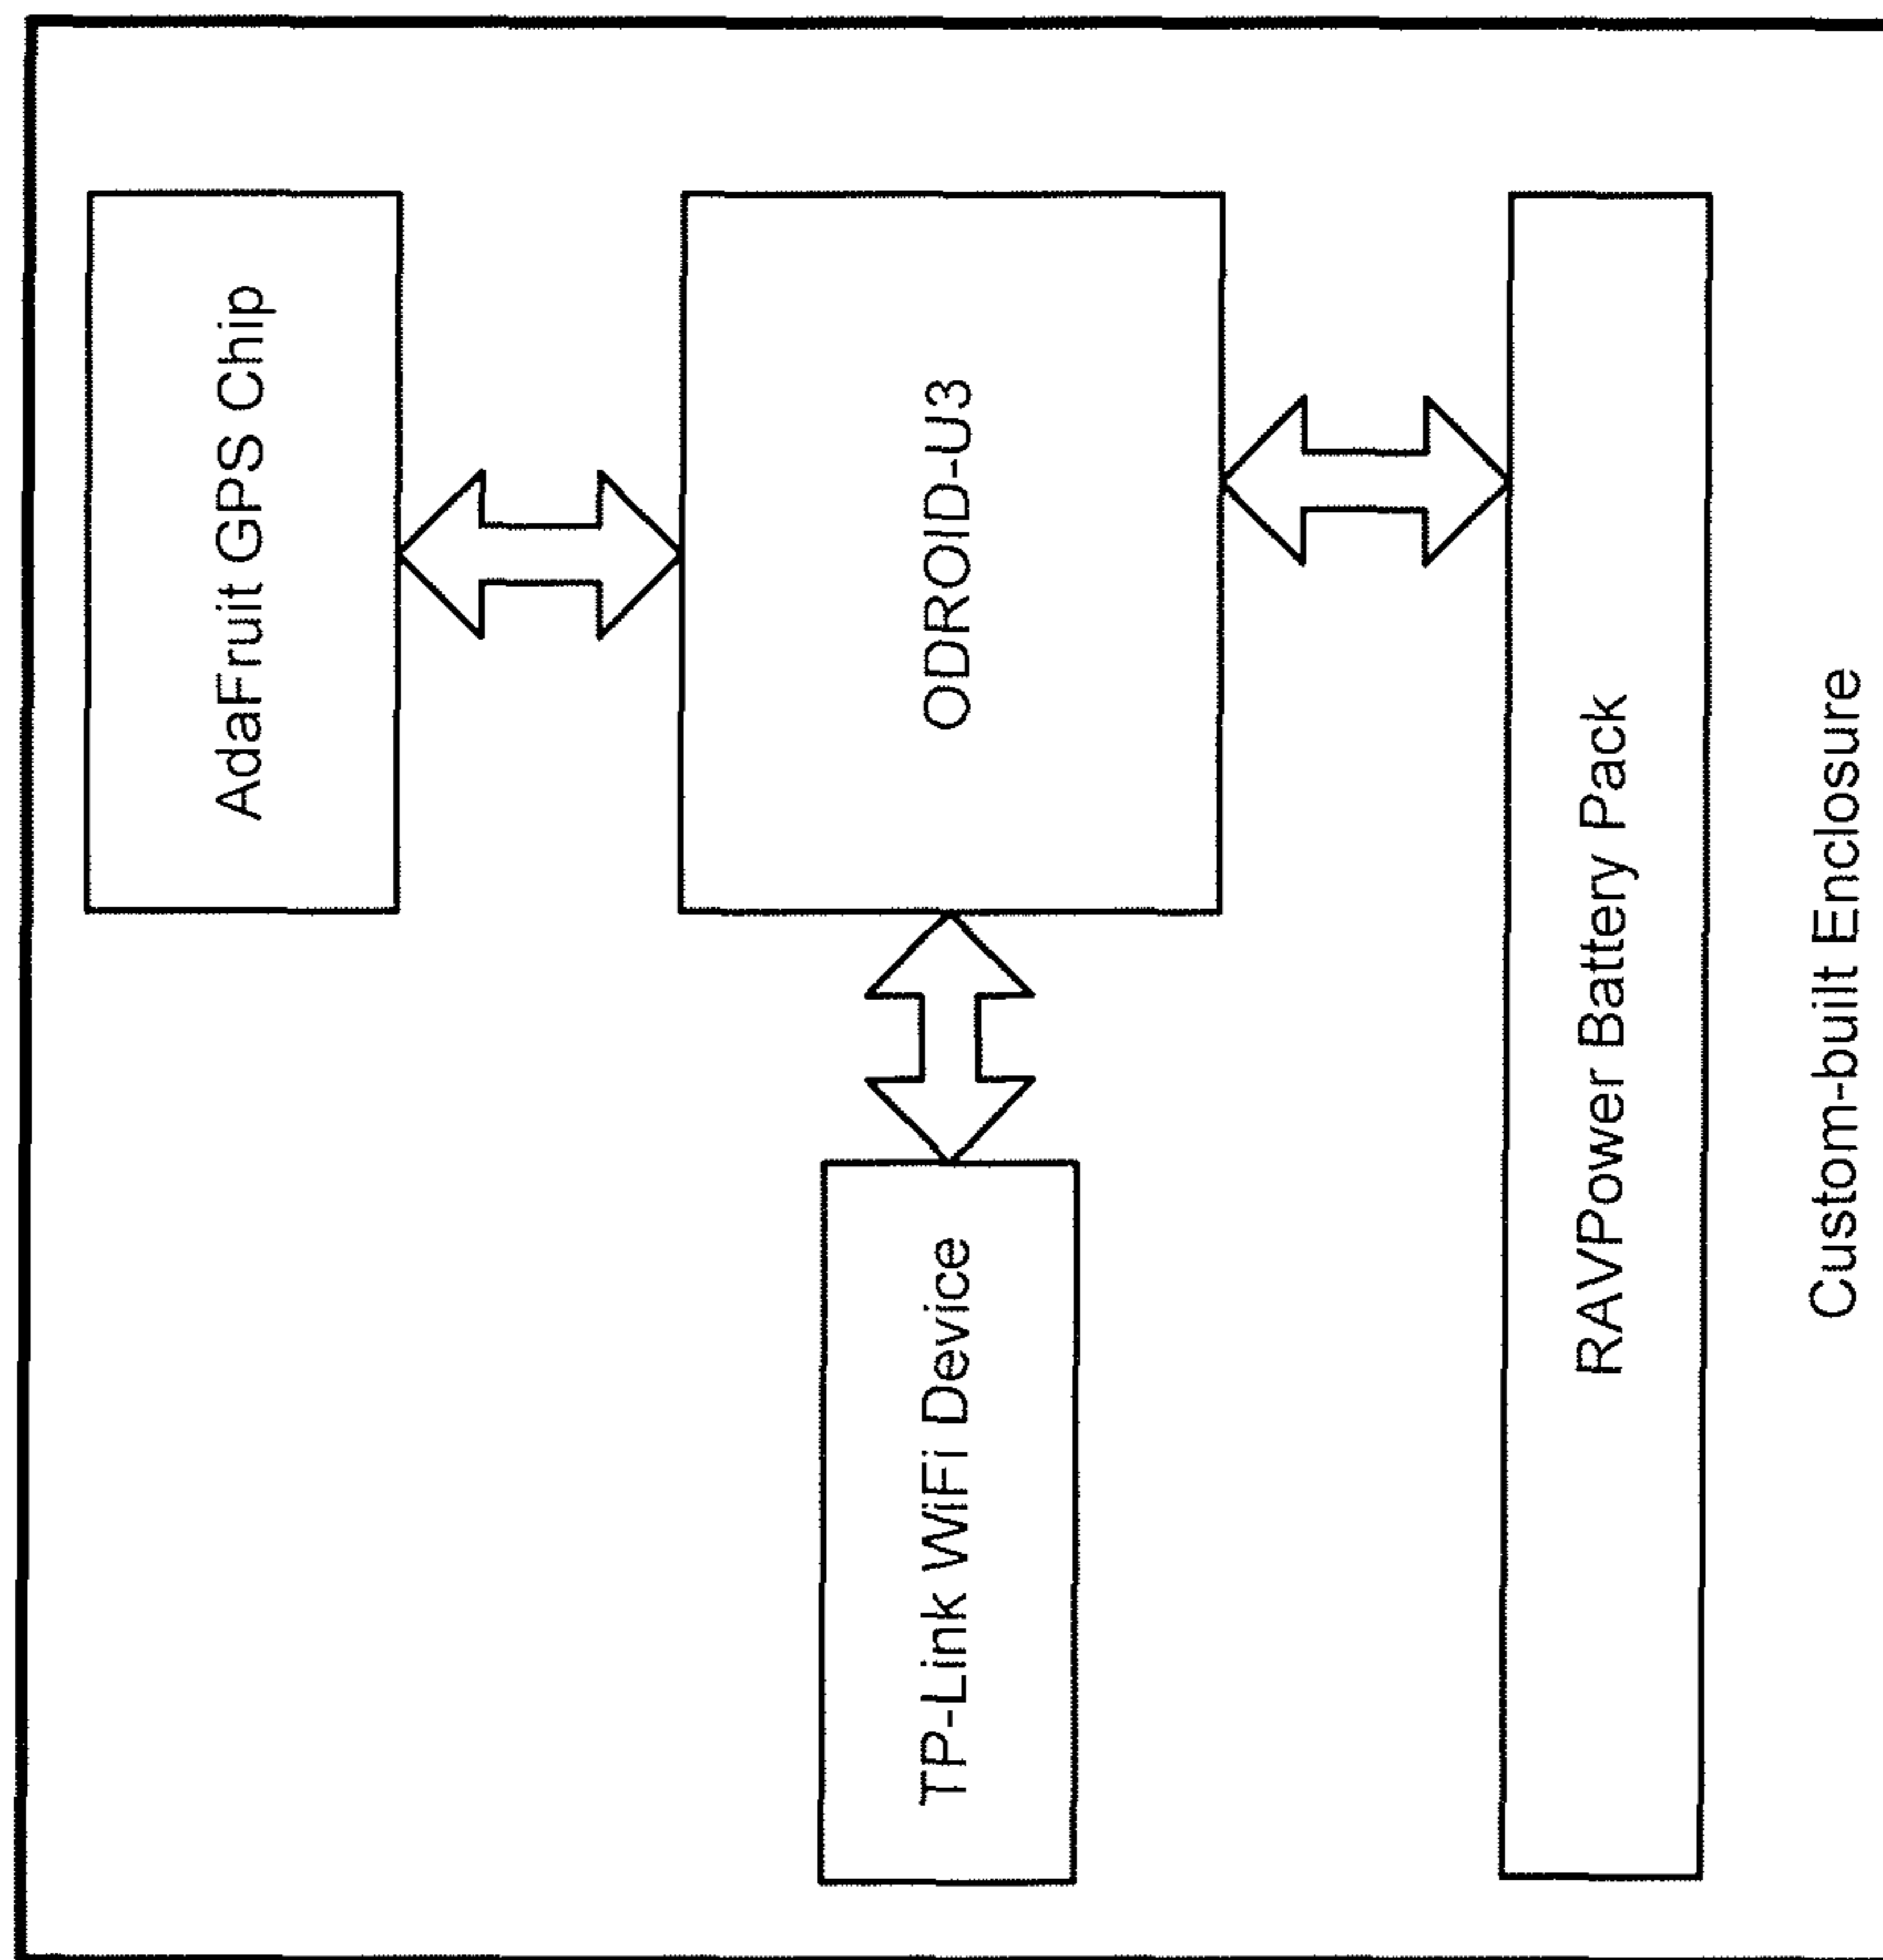 AdaFruit GPS Chip
TP-Link WiFi Device
ODROID-U3
RAVPower Battery Pack
Custom-built Enclosure